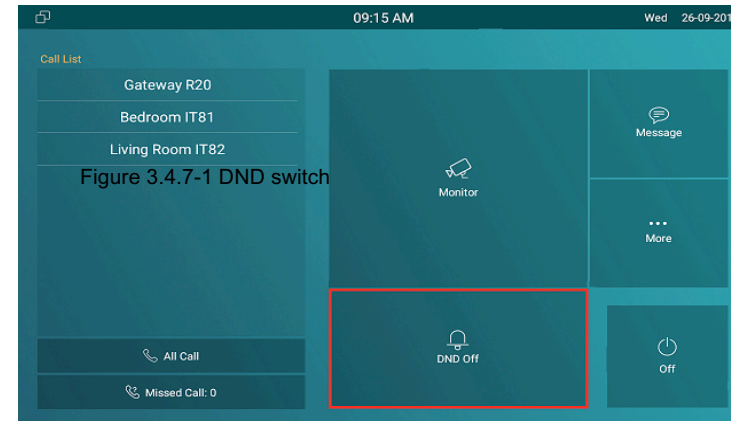 09:15 AM
Wed 26-09-201
Call List
Gateway R20
Bedroom IT81
Living Room IT82
Figure 3.4.7-1 DND switch
All Call
Missed Call: 0
Monitor
DND Off
Message
More
Off